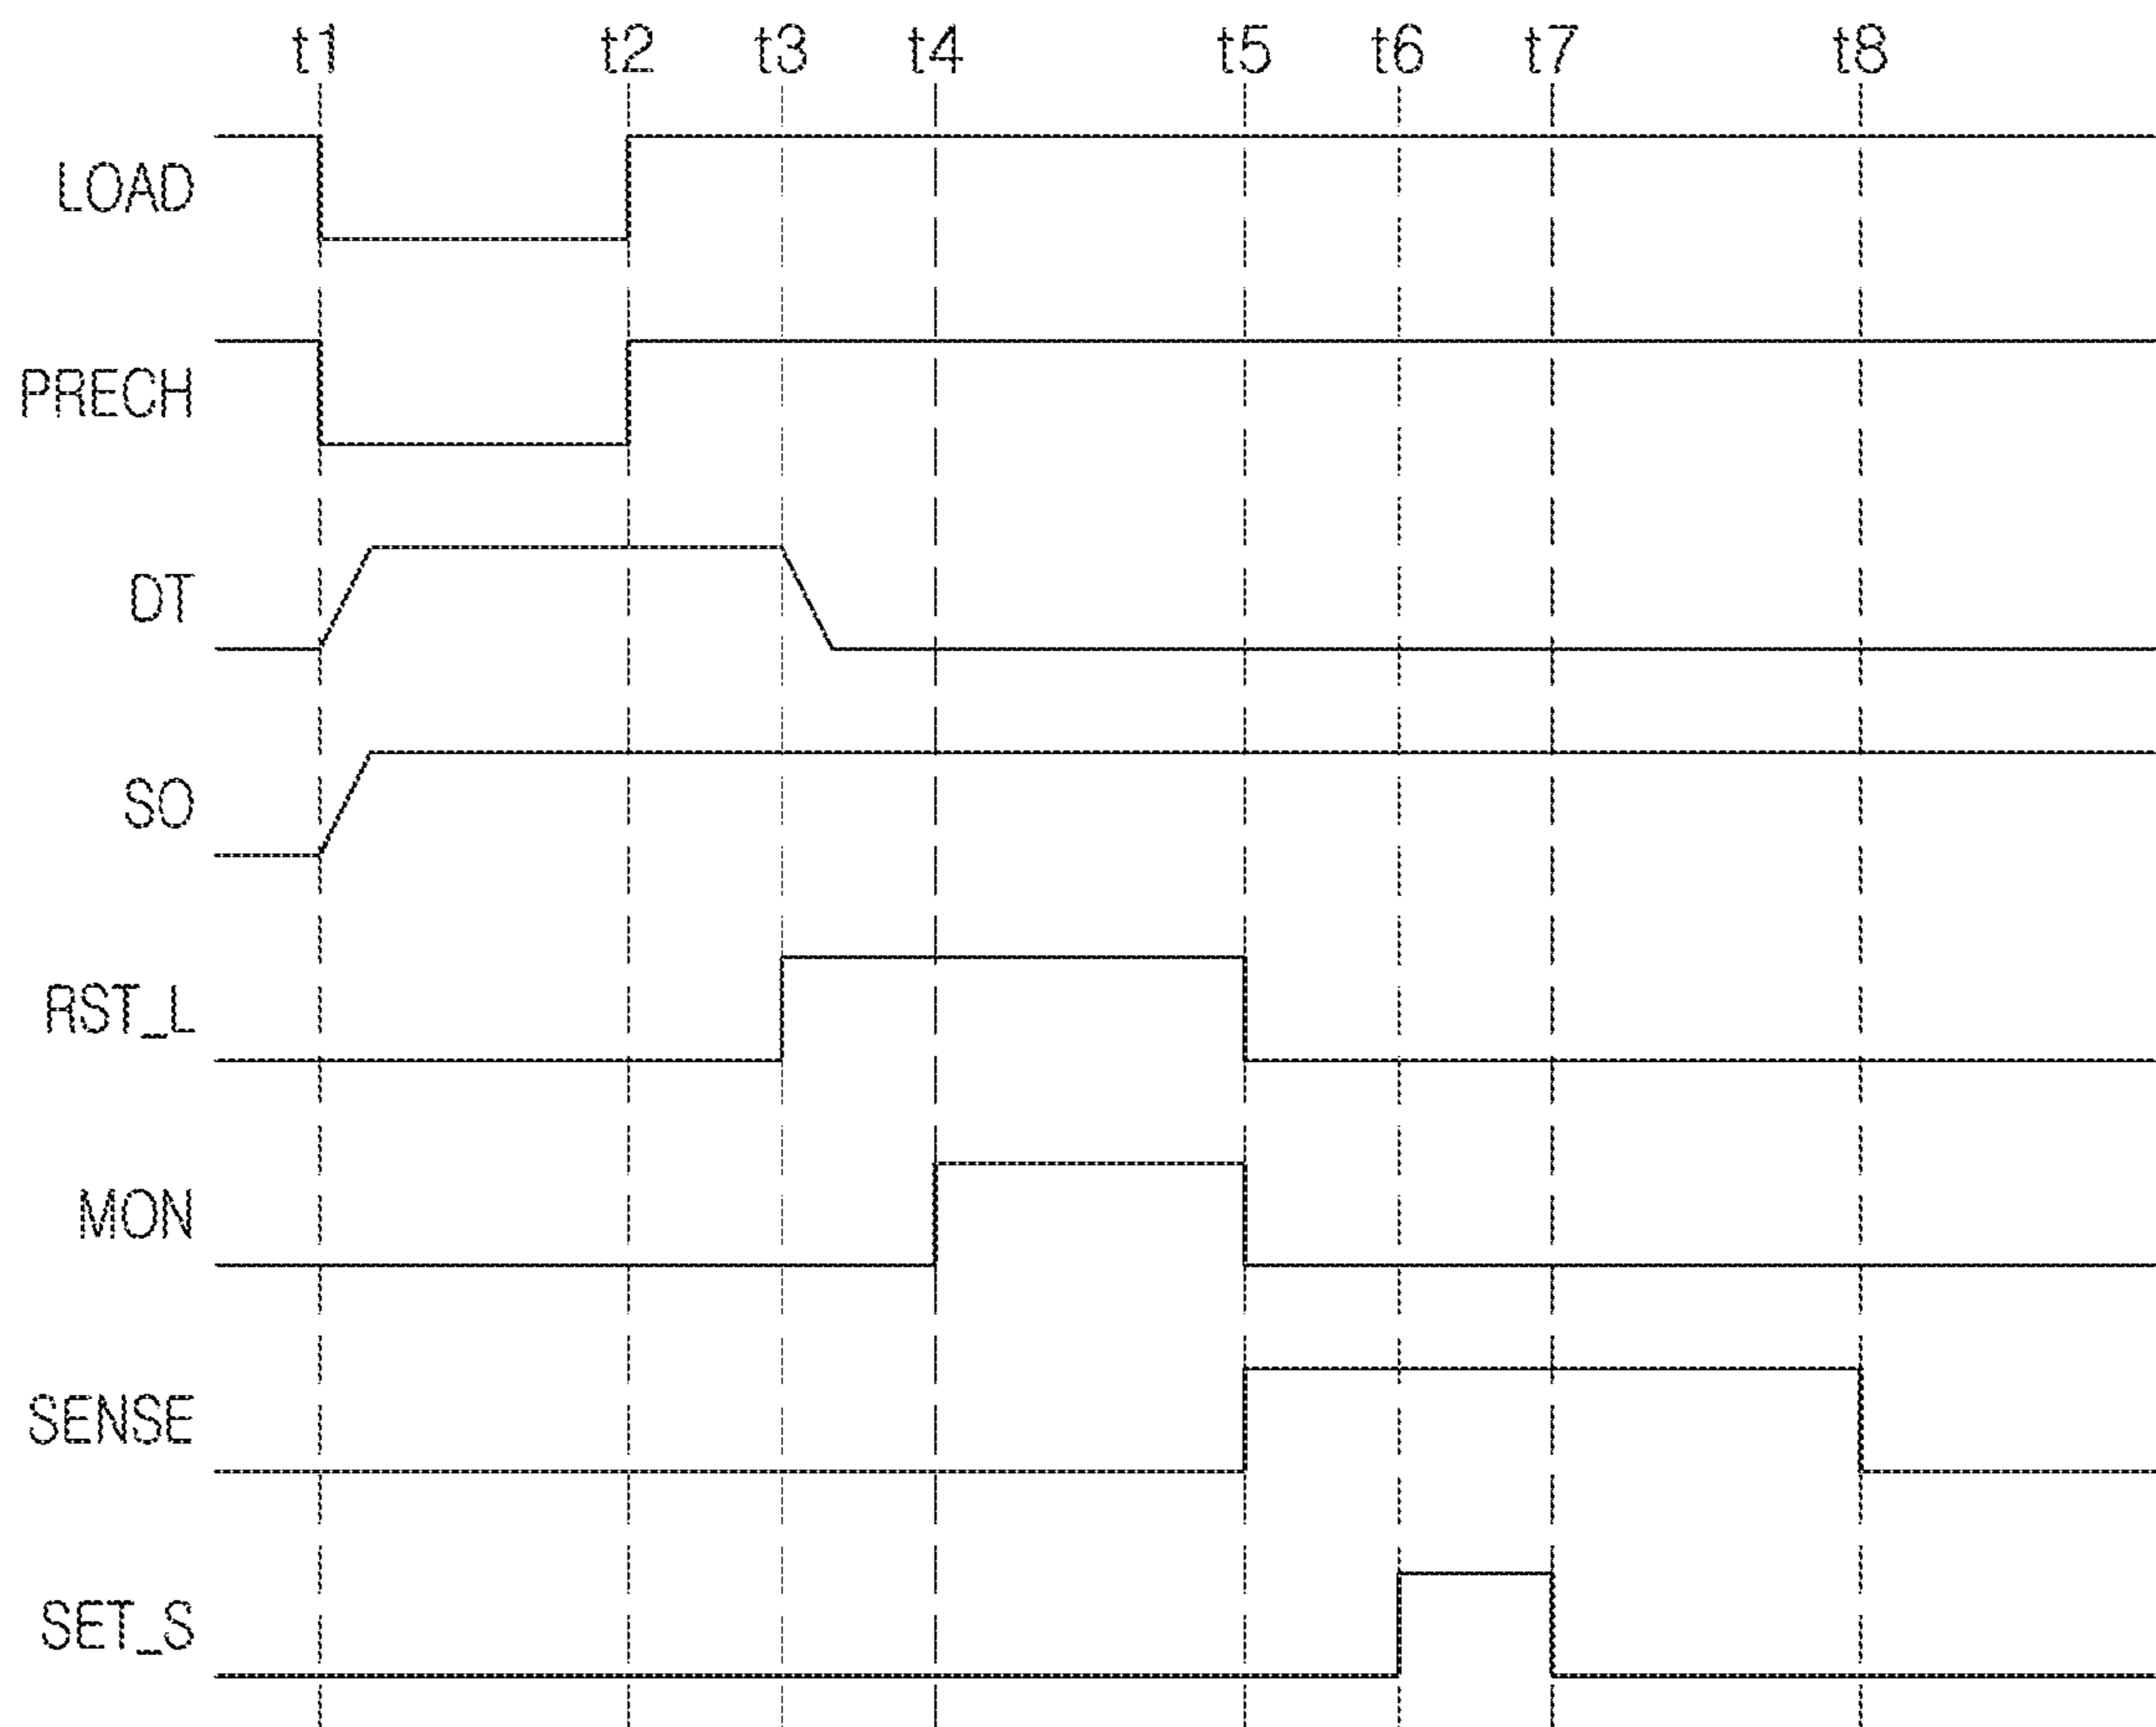 t1 t2 t3 t4 t5 t6 t7 t8
LOAD
PRECH
DT
SO
RST_L
MON
SENSE
SET_S